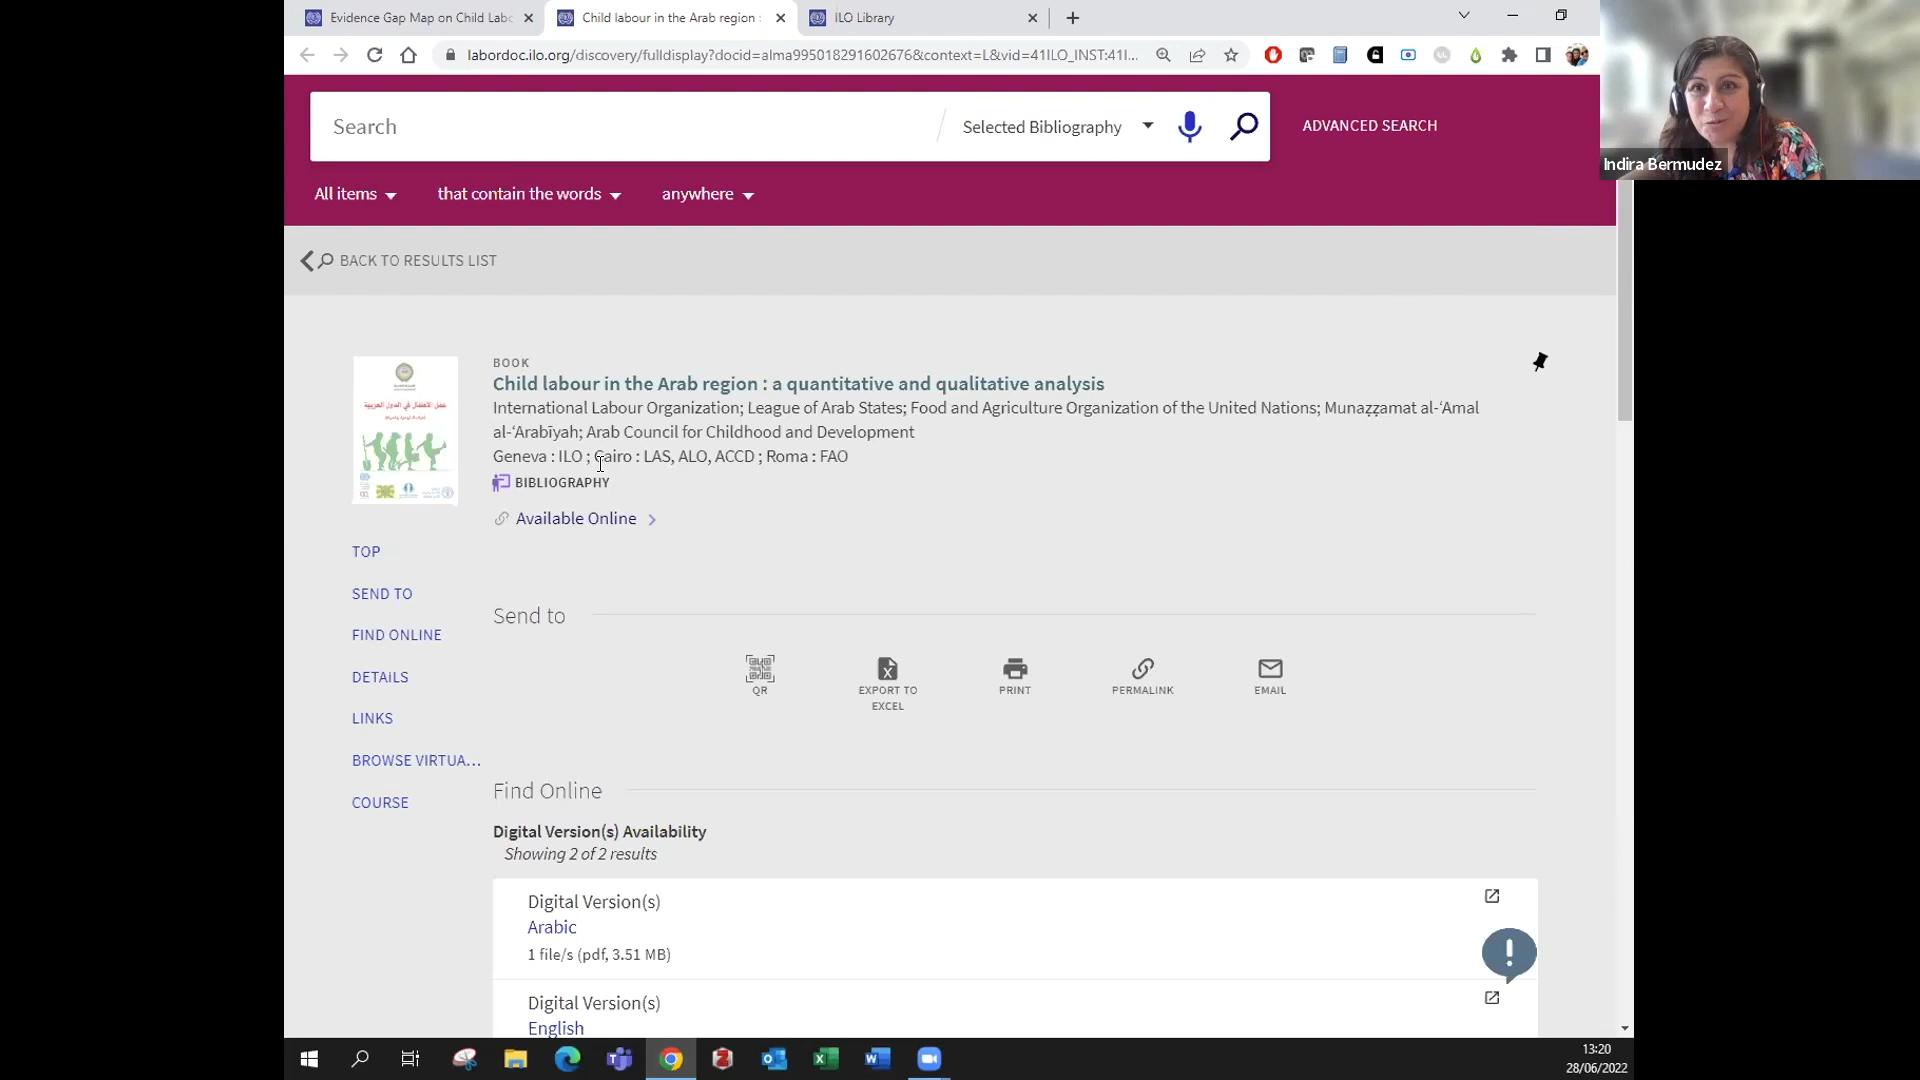 Evidence Gap Map on Child Labo
Child labour in the Arab region :
ILO Library
labordoc.ilo.org/discovery/fulldisplay?docid=alma995018291602676&context=L&vid=41ILO_INST:41I...
Indira Bermudez
Search
Selected Bibliography
ADVANCED SEARCH
All items
that contain the words
anywhere
BACK TO RESULTS LIST
BOOK
Child labour in the Arab region : a quantitative and qualitative analysis
International Labour Organization; League of Arab States; Food and Agriculture Organization of the United Nations; Munaẓẓamat al-ʻAmal
al-ʻArabīyah; Arab Council for Childhood and Development
Geneva : ILO ; Cairo : LAS, ALO, ACCD ; Roma : FAO
BIBLIOGRAPHY
Available Online
عمل الأطفال في الدول العربية
TOP
SEND TO
FIND ONLINE
DETAILS
LINKS
BROWSE VIRTUA...
COURSE
Send to
QR
EXPORT TO
EXCEL
PRINT
PERMALINK
EMAIL
Find Online
Digital Version(s) Availability
Showing 2 of 2 results
Digital Version(s)
Arabic
1 file/s (pdf, 3.51 MB)
Digital Version(s)
English
13:20
28/06/2022